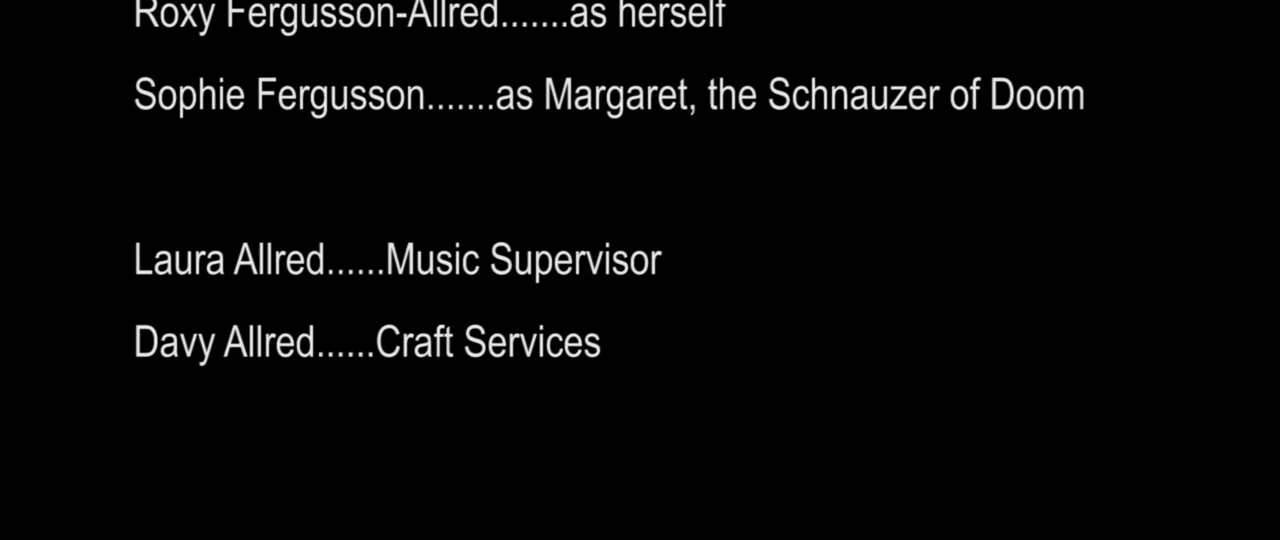 Roxy Fergusson-Allred.......as herself
Sophie Fergusson.......as Margaret, the Schnauzer of Doom
Laura Allred......Music Supervisor
Davy Allred......Craft Services